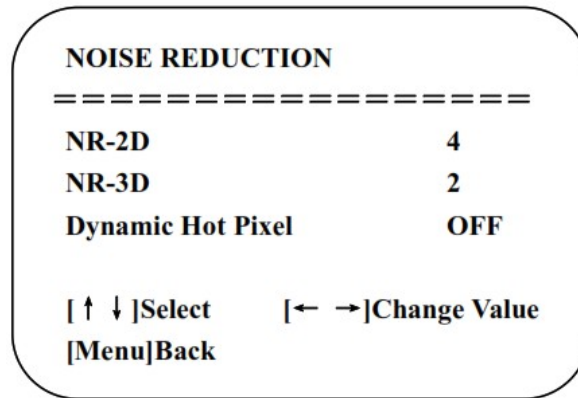 NOISE REDUCTION
==================
NR-2D 4
NR-3D 2
Dynamic Hot Pixel OFF
[ ↑ ↓ ]Select [← →]Change Value
[Menu]Back